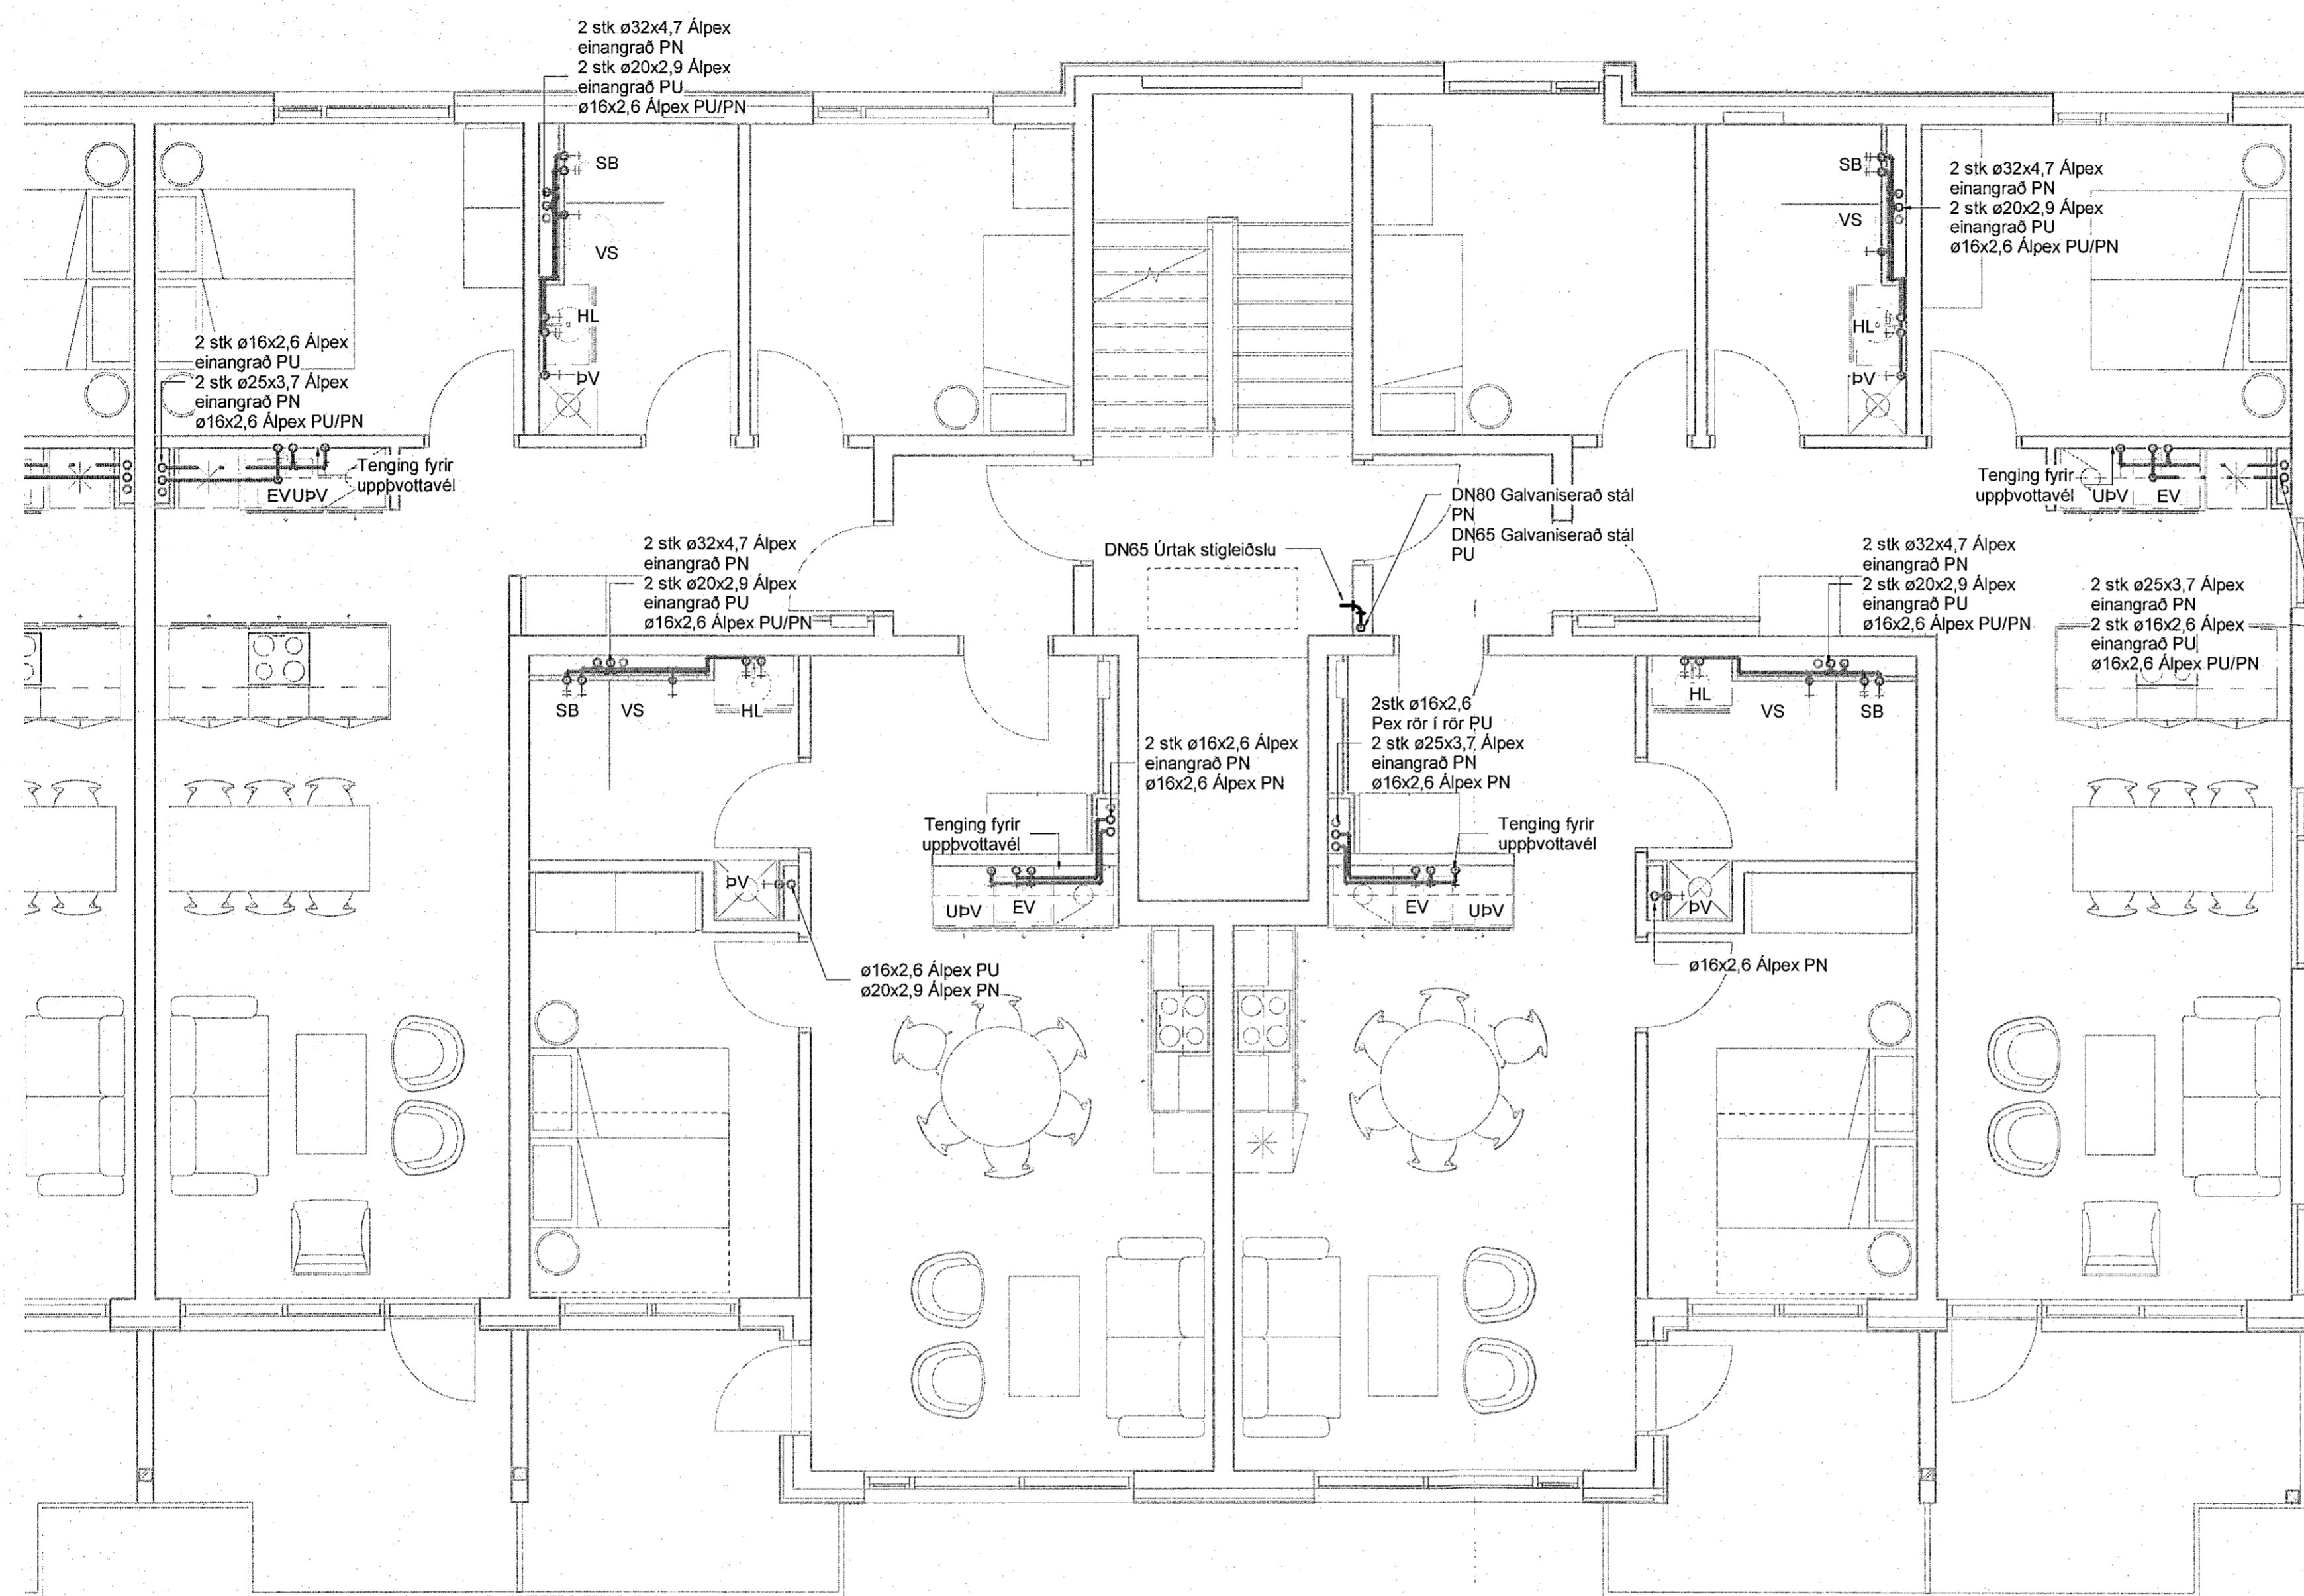 2 stk ø32x4,7 Álpex
einangrað PN
2 stk ø20x2,9 Álpex
einangrað PU
ø16x2,6 Álpex PU/PN
SB
VS
HL
ÞV
SB
VS
HL
ÞV
2 stk ø32x4,7 Álpex
einangrað PN
2 stk ø20x2,9 Álpex
einangrað PU
ø16x2,6 Álpex PU/PN
2 stk ø16x2,6 Álpex
einangrað PU
2 stk ø25x3,7 Álpex
einangrað PN
ø16x2,6 Álpex PU/PN
Tenging fyrir
uppþvottavél
EV UÞV
Tenging fyrir
uppþvottavél
UÞV
EV
DN80 Galvaniserað stál
PN
DN65 Galvaniserað stál
PU
DN65 Úrtak stigleiðslu
2 stk ø32x4,7 Álpex
einangrað PN
2 stk ø20x2,9 Álpex
einangrað PU
ø16x2,6 Álpex PU/PN
2 stk ø32x4,7 Álpex
einangrað PN
2 stk ø20x2,9 Álpex
einangrað PU
ø16x2,6 Álpex PU/PN
2 stk ø25x3,7 Álpex
einangrað PN
2 stk ø16x2,6 Álpex
einangrað PU
ø16x2,6 Álpex PU/PN
SB
VS
HL
HL
VS
SB
2 stk ø16x2,6 Álpex
einangrað PN
ø16x2,6 Álpex PN
2stk ø16x2,6
Pex rör í rör PU
2 stk ø25x3,7 Álpex
einangrað PN
ø16x2,6 Álpex PN
Tenging fyrir
uppþvottavél
Tenging fyrir
uppþvottavél
ÞV
UÞV
EV
EV
UÞV
ÞV
ø16x2,6 Álpex PU
ø20x2,9 Álpex PN
ø16x2,6 Álpex PN